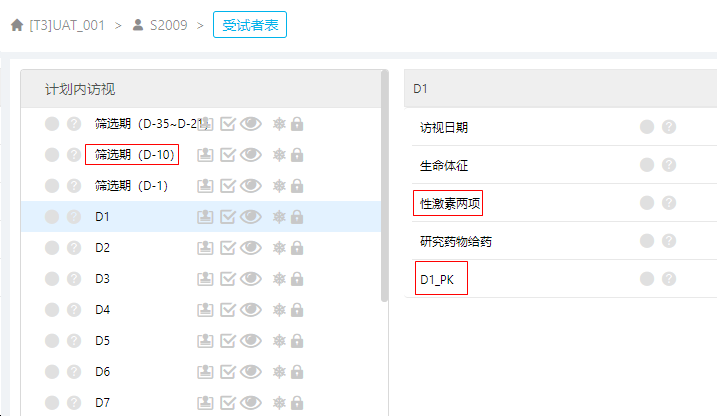 [T3]UAT_001 > S2009 > 受试者表
计划内访视
筛选期（D-35~D-21）
筛选期（D-10）
筛选期（D-1）
D1
D2
D3
D4
D5
D6
D7
D1
访视日期
生命体征
性激素两项
研究药物给药
D1_PK